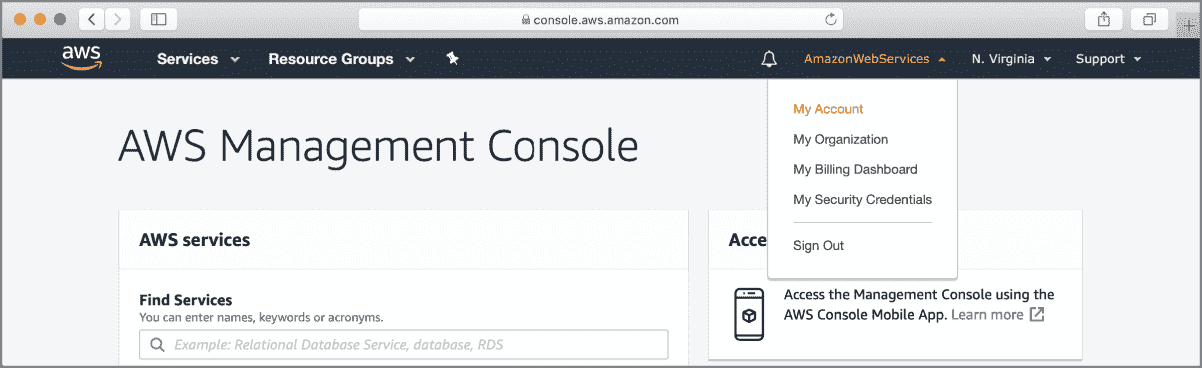 console.aws.amazon.com
aws Services Resource Groups AmazonWebServices N. Virginia Support
My Account
My Organization
My Billing Dashboard
My Security Credentials
Sign Out
AWS Management Console
AWS services
Find Services
You can enter names, keywords or acronyms.
Example: Relational Database Service, database, RDS
Acce
Access the Management Console using the
AWS Console Mobile App. Learn more